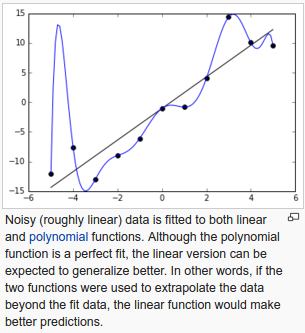 15
10
5
0
−5
−10
−15
−6 −4 −2 0 2 4 6
Noisy (roughly linear) data is fitted to both linear
and polynomial functions. Although the polynomial
function is a perfect fit, the linear version can be
expected to generalize better. In other words, if the
two functions were used to extrapolate the data
beyond the fit data, the linear function would make
better predictions.